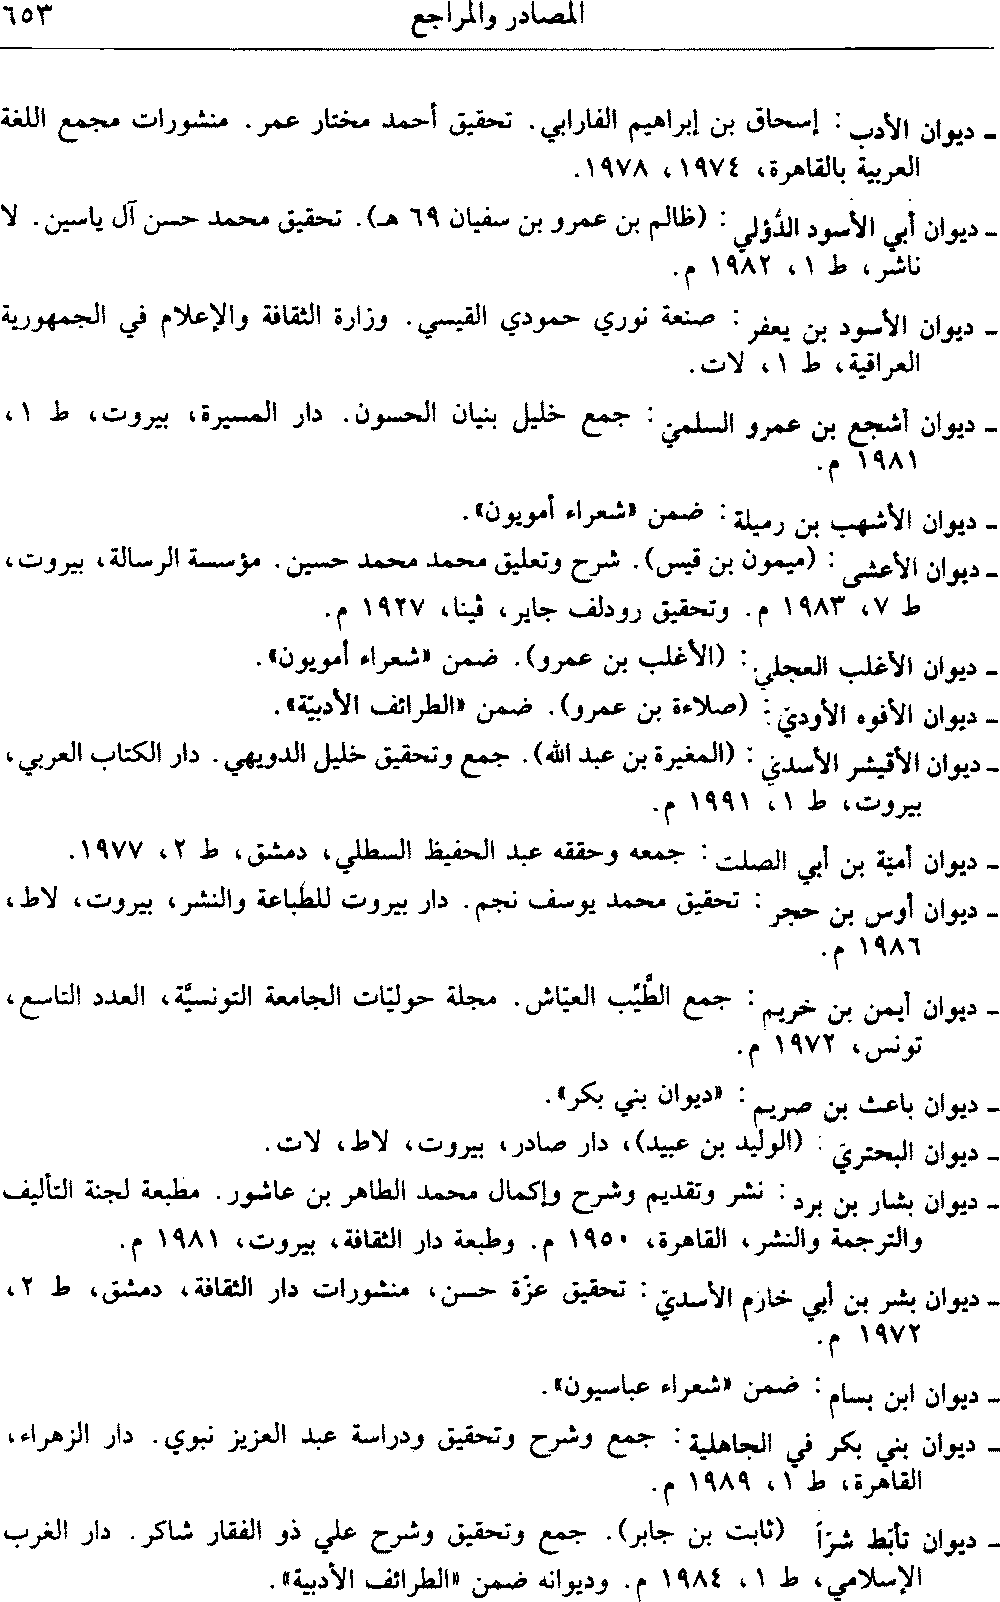 المصادر والمراجع ٦٥٣
- ديوان الأدب: إسحاق بن إبراهيم الفارابي. تحقيق أحمد مختار عمر. منشورات مجمع اللغة
العربية بالقاهرة، ١٩٧٤، ١٩٧٨.
- ديوان أبي الأسود الدُّؤلي: (ظالم بن عمرو بن سفيان ٦٩ هـ). تحقيق محمد حسن آل ياسين. لا
ناشر، ط ١، ١٩٨٢ م.
- ديوان الأسود بن يعفر: صنعة نوري حمودي القيسي. وزارة الثقافة والإعلام في الجمهورية
العراقية، ط ١، لات.
- ديوان أشجع بن عمرو السلميّ: جمع خليل بنيان الحسون. دار المسيرة، بيروت، ط ١،
١٩٨١ م.
- ديوان الأشهب بن رميلة: ضمن «شعراء أمويون».
- ديوان الأعشى: (ميمون بن قيس). شرح وتعليق محمد محمد حسين. مؤسسة الرسالة، بيروت،
ط ٧، ١٩٨٣ م. وتحقيق رودلف جاير، ڤينا، ١٩٢٧ م.
- ديوان الأغلب العجلي: (الأغلب بن عمرو). ضمن «شعراء أمويون».
- ديوان الأفوه الأوديّ: (صلاءة بن عمرو). ضمن «الطرائف الأدبيّة».
- ديوان الأقيشر الأسديّ: (المغيرة بن عبد الله). جمع وتحقيق خليل الدويهي. دار الكتاب العربي،
بيروت، ط ١، ١٩٩١ م.
- ديوان أميّة بن أبي الصلت: جمعه وحققه عبد الحفيظ السطلي، دمشق، ط ٢، ١٩٧٧.
- ديوان أوس بن حجر: تحقيق محمد يوسف نجم. دار بيروت للطباعة والنشر، بيروت، لاط،
١٩٨٦ م.
- ديوان أيمن بن خريم: جمع الطَّيِّب العيّاش. مجلة حوليّات الجامعة التونسيَّة، العدد التاسع،
تونس، ١٩٧٢ م.
- ديوان باعث بن صريم: «ديوان بني بكر».
- ديوان البحتريّ: (الوليد بن عبيد)، دار صادر، بيروت، لاط، لات.
- ديوان بشار بن برد: نشر وتقديم وشرح وإكمال محمد الطاهر بن عاشور. مطبعة لجنة التأليف
والترجمة والنشر، القاهرة، ١٩٥٠ م. وطبعة دار الثقافة، بيروت، ١٩٨١ م.
- ديوان بشر بن أبي خازم الأسديّ: تحقيق عزّة حسن، منشورات دار الثقافة، دمشق، ط ٢،
١٩٧٢ م.
- ديوان ابن بسام: ضمن «شعراء عباسيون».
- ديوان بني بكر في الجاهلية: جمع وشرح وتحقيق ودراسة عبد العزيز نبوي. دار الزهراء،
القاهرة، ط ١، ١٩٨٩ م.
- ديوان تأبّط شرّاً (ثابت بن جابر). جمع وتحقيق وشرح علي ذو الفقار شاكر. دار الغرب
الإسلامي، ط ١، ١٩٨٤ م. وديوانه ضمن «الطرائف الأدبية».